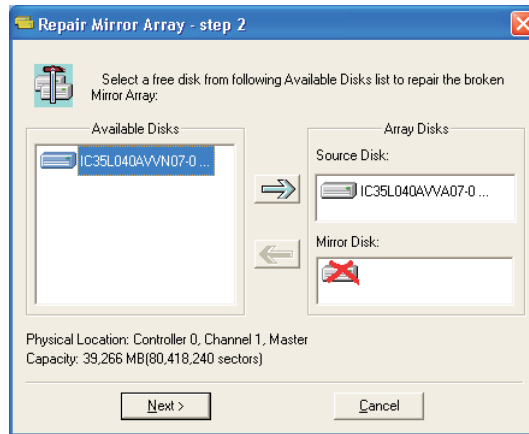 Repair Mirror Array - step 2
Select a free disk from following Available Disks list to repair the broken
Mirror Array:
Available Disks
IC35L040AVVN07-0 ...
Array Disks
Source Disk:
IC35L040AVVA07-0 ...
Mirror Disk:
Physical Location: Controller 0, Channel 1, Master
Capacity: 39,266 MB(80,418,240 sectors)
Next >
Cancel